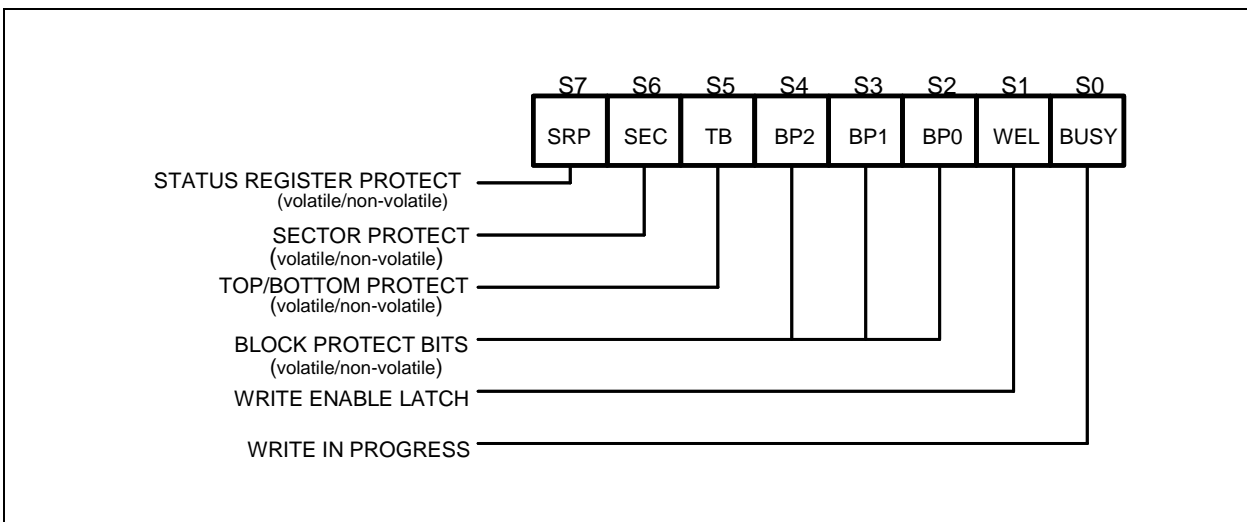 S7 S6 S5 S4 S3 S2 S1 S0
SRP SEC TB BP2 BP1 BP0 WEL BUSY
STATUS REGISTER PROTECT
(volatile/non-volatile)
SECTOR PROTECT
(volatile/non-volatile)
TOP/BOTTOM PROTECT
(volatile/non-volatile)
BLOCK PROTECT BITS
(volatile/non-volatile)
WRITE ENABLE LATCH
WRITE IN PROGRESS